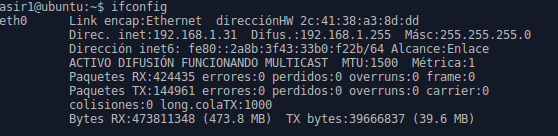 asir1@ubuntu:~$ ifconfig
eth0 Link encap:Ethernet direcciónHW 2c:41:38:a3:8d:dd
Direc. inet:192.168.1.31 Difus.:192.168.1.255 Másc:255.255.255.0
Dirección inet6: fe80::2a8b:3f43:33b0:f22b/64 Alcance:Enlace
ACTIVO DIFUSIÓN FUNCIONANDO MULTICAST MTU:1500 Métrica:1
Paquetes RX:424435 errores:0 perdidos:0 overruns:0 frame:0
Paquetes TX:144961 errores:0 perdidos:0 overruns:0 carrier:0
colisiones:0 long.colaTX:1000
Bytes RX:473811348 (473.8 MB) TX bytes:39666837 (39.6 MB)